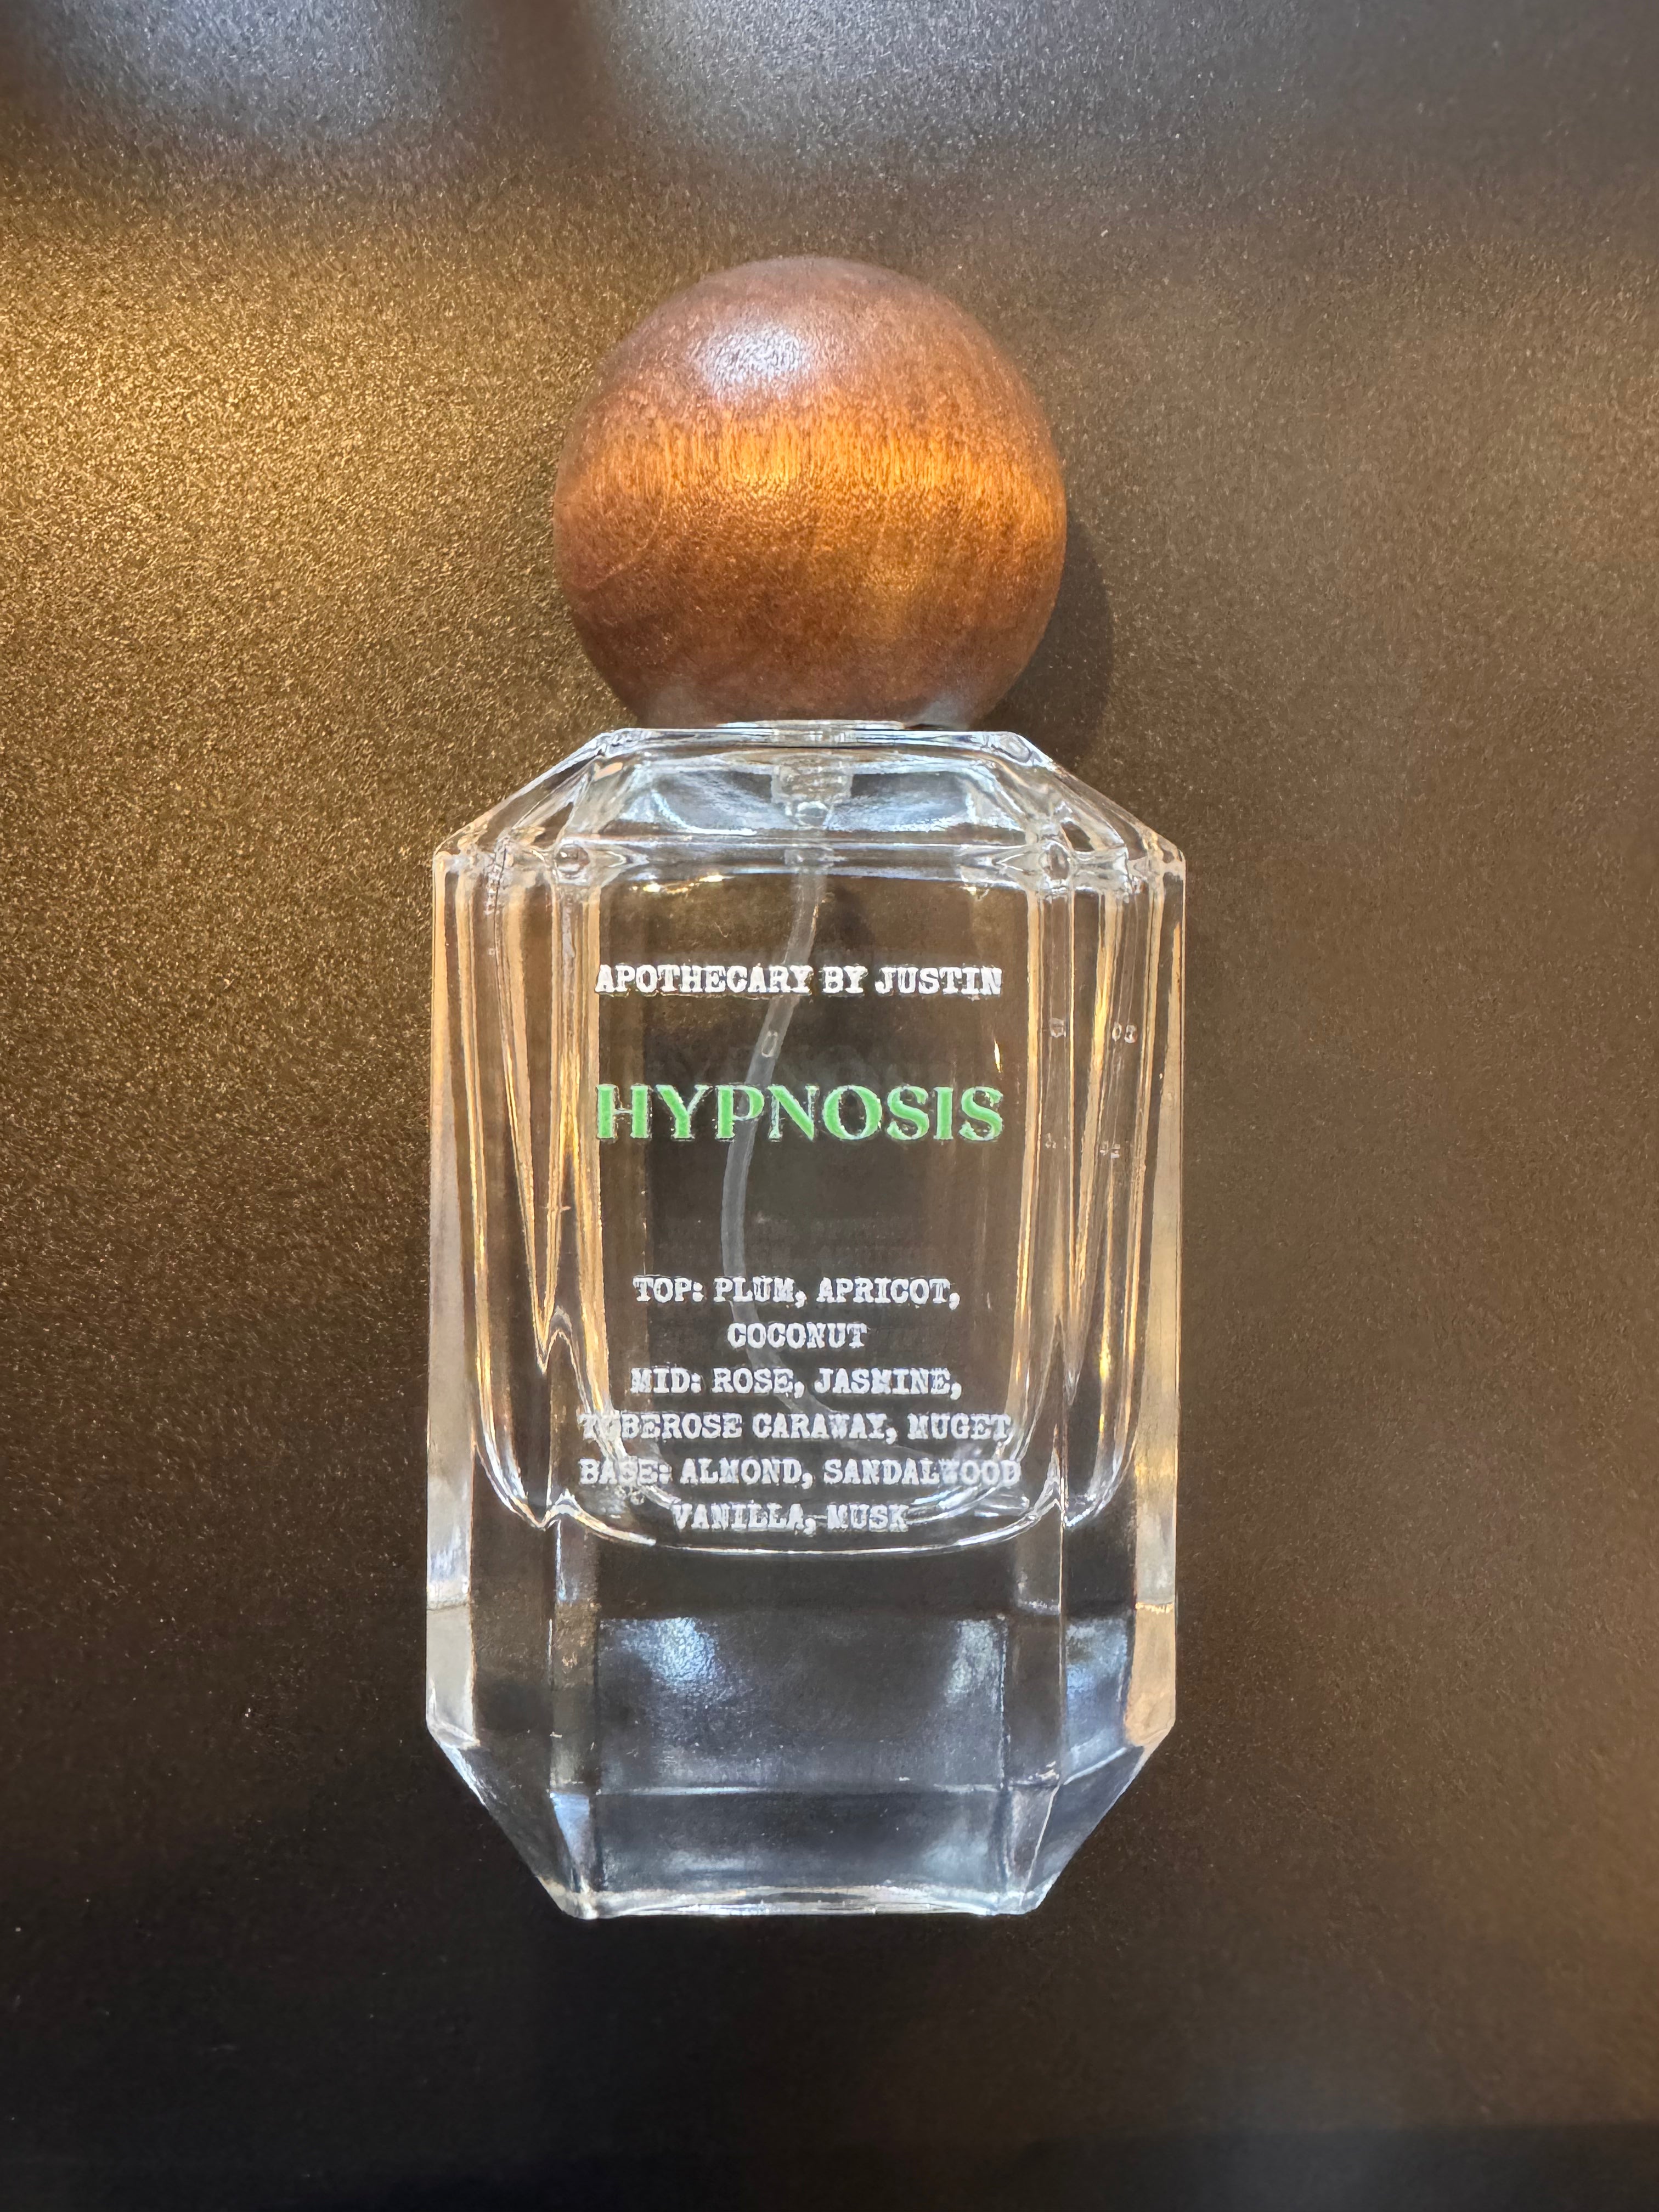 APOTHECARY BY JUSTIN
HYPNOSIS
TOP: PLUM, APRICOT,
COCONUT
MID: ROSE, JASMINE,
TUBEROSE CARAWAY, MUGET
BASE: ALMOND, SANDALWOOD
VANILLA, MUSK